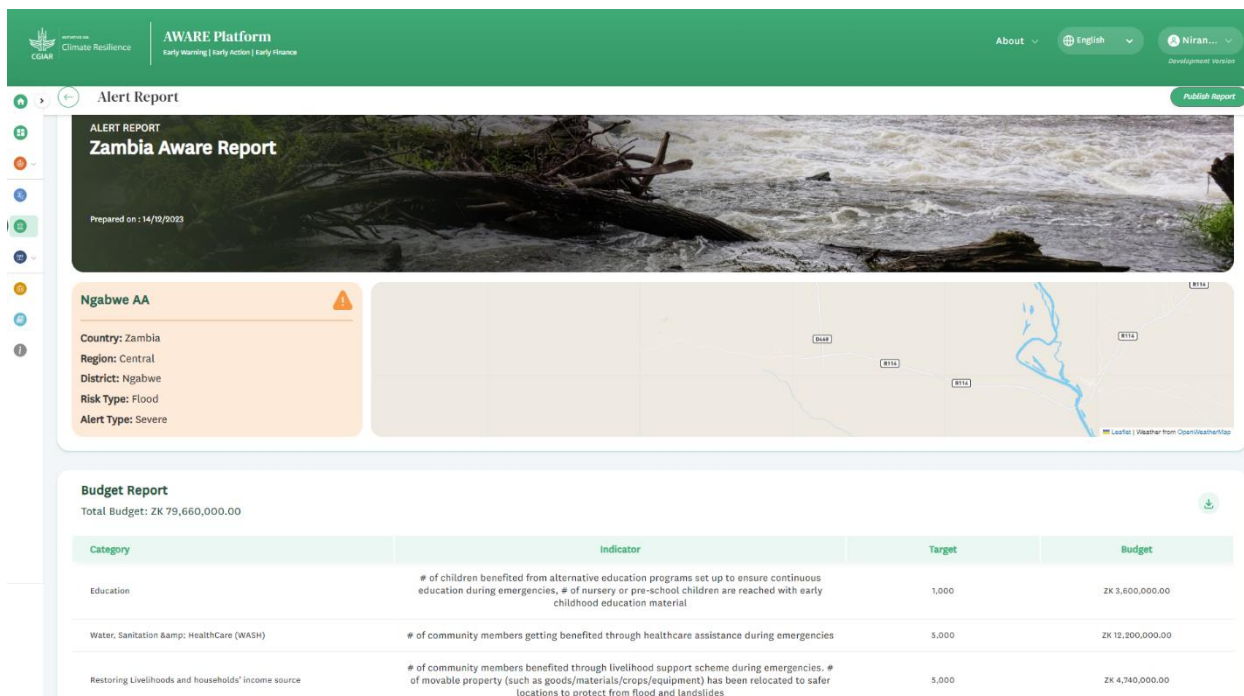 INITIATIVE ON
Climate Resilience
CGIAR
AWARE Platform
Early Warning | Early Action | Early Finance
About
English
Niran...
Development Version
Alert Report
Publish Report
ALERT REPORT
Zambia Aware Report
Prepared on : 14/12/2023
Ngabwe AA
Country: Zambia
Region: Central
District: Ngabwe
Risk Type: Flood
Alert Type: Severe
R114
D448
R114
R114
R114
Leaflet | Weather from OpenWeatherMap
Budget Report
Total Budget: ZK 79,660,000.00
Category Indicator Target Budget
# of children benefited from alternative education programs set up to ensure continuous
Education education during emergencies, # of nursery or pre-school children are reached with early 1,000 ZK 3,600,000.00
childhood education material
Water, Sanitation &amp; HealthCare (WASH) # of community members getting benefited through healthcare assistance during emergencies 5,000 ZK 12,200,000.00
# of community members benefited through livelihood support scheme during emergencies. #
Restoring Livelihoods and households' income source of movable property (such as goods/materials/crops/equipment) has been relocated to safer 5,000 ZK 4,740,000.00
locations to protect from flood and landslides